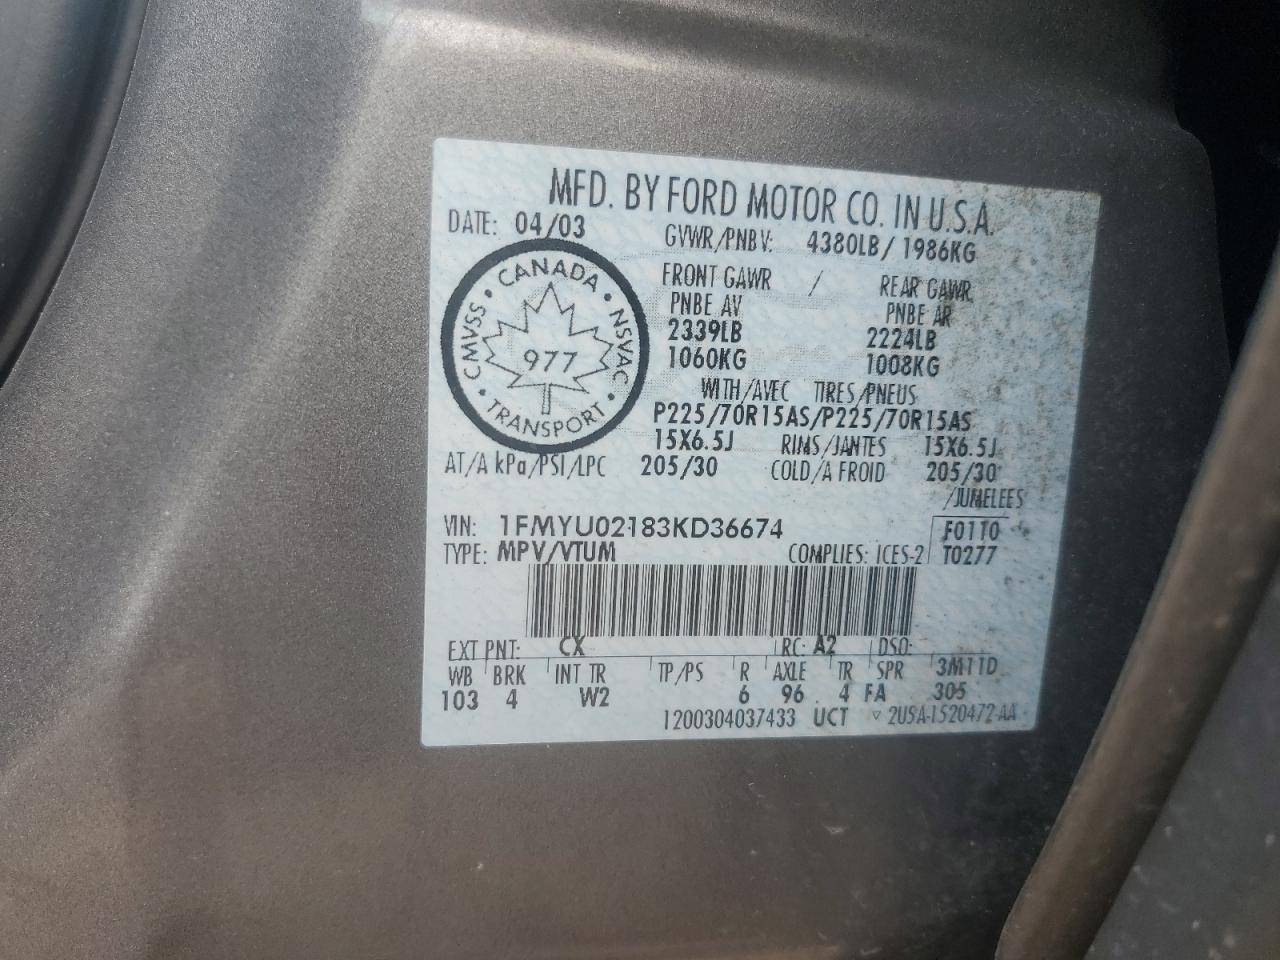 MFD. BY FORD MOTOR CO. IN U.S.A.
DATE: 04/03 GVWR/PNBV: 4380LB/ 1986KG
CANADA
CMVSS 977 NSVAC
TRANSPORT
FRONT GAWR / REAR GAWR
PNBE AV PNBE AR
2339LB 2224LB
1060KG 1008KG
WITH/AVEC TIRES/PNEUS
P225/70R15AS/P225/70R15AS
15X6.5J RIMS/JANTES 15X6.5J
AT/A kPa/PSI/LPC 205/30 COLD/A FROID 205/30
/JUMELEES
VIN: 1FMYU02183KD36674 F0110
TYPE: MPV/VTUM COMPLIES: ICES-2 T0277
EXT PNT: CX RC: A2 DSO:
WB BRK INT TR TP/PS R AXLE TR SPR 3M11D
103 4 W2 6 96 4 FA 305
1200304037433 UCT ▿ 2U5A-1520472-AA